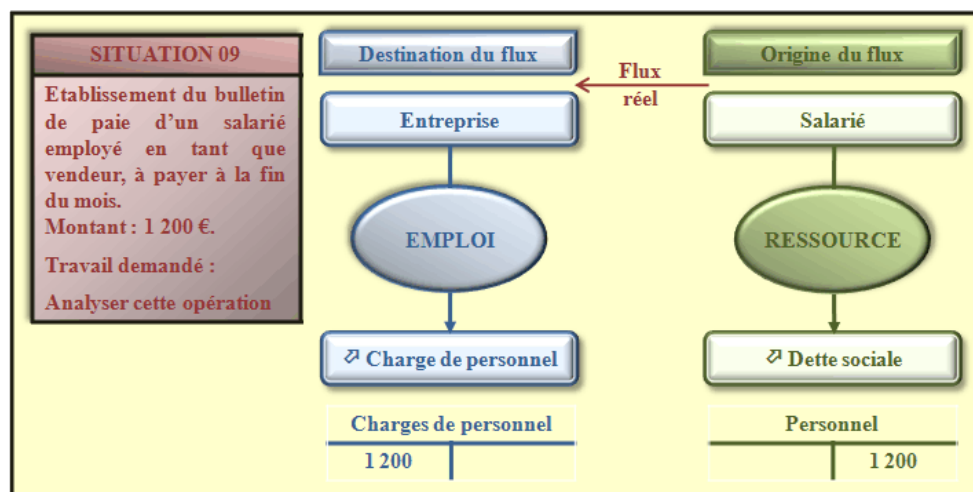 SITUATION 09
Etablissement du bulletin
de paie d'un salarié
employé en tant que
vendeur, à payer à la fin
du mois.
Montant : 1 200 €.
Travail demandé :
Analyser cette opération
Destination du flux
Flux
réel
Origine du flux
Entreprise
Salarié
EMPLOI
RESSOURCE
⇗ Charge de personnel
⇗ Dette sociale
Charges de personnel
1 200
Personnel
1 200